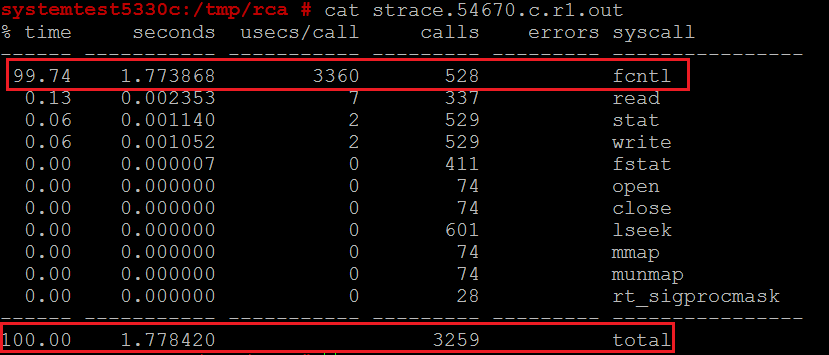 systemtest5330c:/tmp/rca # cat strace.54670.c.r1.out
% time     seconds  usecs/call     calls    errors syscall
------ ----------- ----------- --------- --------- ----------------
 99.74    1.773868        3360       528           fcntl
  0.13    0.002353           7       337           read
  0.06    0.001140           2       529           stat
  0.06    0.001052           2       529           write
  0.00    0.000007           0       411           fstat
  0.00    0.000000           0        74           open
  0.00    0.000000           0        74           close
  0.00    0.000000           0       601           lseek
  0.00    0.000000           0        74           mmap
  0.00    0.000000           0        74           munmap
  0.00    0.000000           0        28           rt_sigprocmask
------ ----------- ----------- --------- --------- ----------------
100.00    1.778420                  3259           total